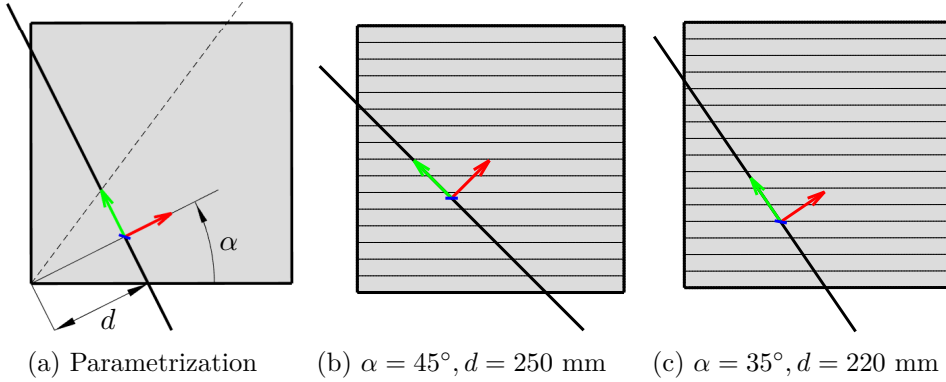 α
d
(a) Parametrization
(b) α = 45°, d = 250 mm
(c) α = 35°, d = 220 mm